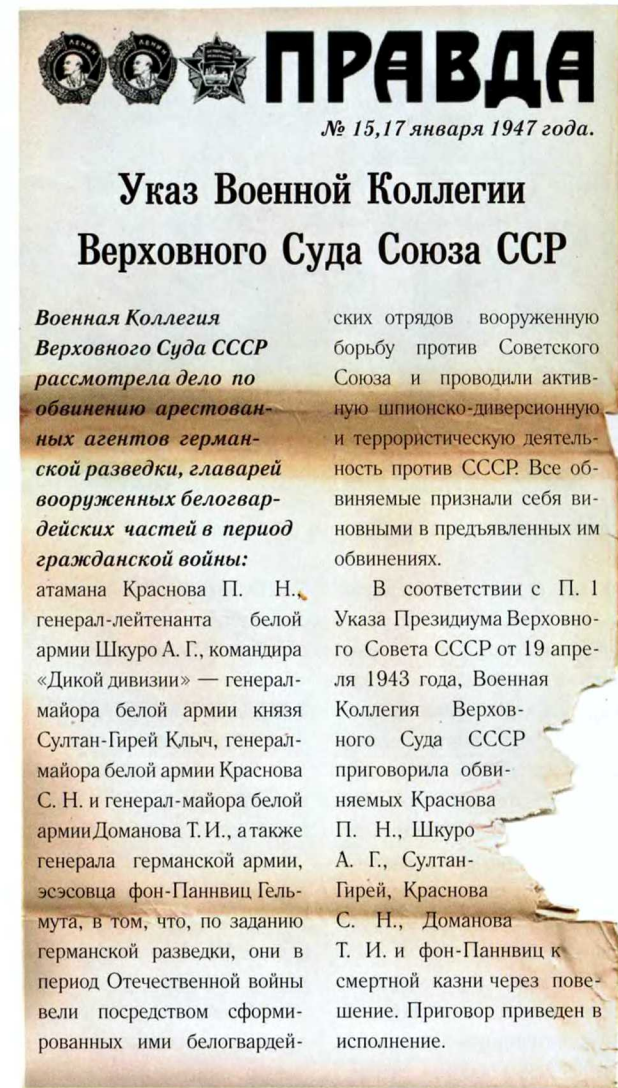 ПРАВДА
№ 15,17 января 1947 года.
Указ Военной Коллегии
Верховного Суда Союза ССР
Военная Коллегия
Верховного Суда СССР
рассмотрела дело по
обвинению арестован-
ных агентов герман-
ской разведки, главарей
вооруженных белогвар-
дейских частей в период
гражданской войны:
атамана Краснова П. Н.,
генерал-лейтенанта белой
армии Шкуро А. Г., командира
«Дикой дивизии» — генерал-
майора белой армии князя
Султан-Гирей Клыч, генерал-
майора белой армии Краснова
С. Н. и генерал-майора белой
армии Доманова Т. И., а также
генерала германской армии,
эсэсовца фон-Паннвиц Гель-
мута, в том, что, по заданию
германской разведки, они в
период Отечественной войны
вели посредством сформи-
рованных ими белогвардей-
ских отрядов вооруженную
борьбу против Советского
Союза и проводили актив-
ную шпионско-диверсионную
и террористическую деятель-
ность против СССР. Все об-
виняемые признали себя ви-
новными в предъявленных им
обвинениях.
В соответствии с П. 1
Указа Президиума Верховно-
го Совета СССР от 19 апре-
ля 1943 года, Военная
Коллегия Верхов-
ного Суда СССР
приговорила обви-
няемых Краснова
П. Н., Шкуро
А. Г., Султан-
Гирей, Краснова
С. Н., Доманова
Т. И. и фон-Паннвиц к
смертной казни через пове-
шение. Приговор приведен в
исполнение.